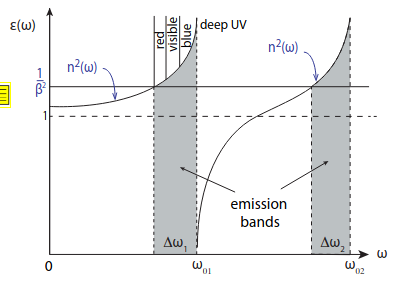 ε(ω)
red
visible
blue
deep UV
n²(ω)
n²(ω)
1
β²
1
emission
bands
Δω₁
Δω₂
0
ω₀₁
ω₀₂
ω